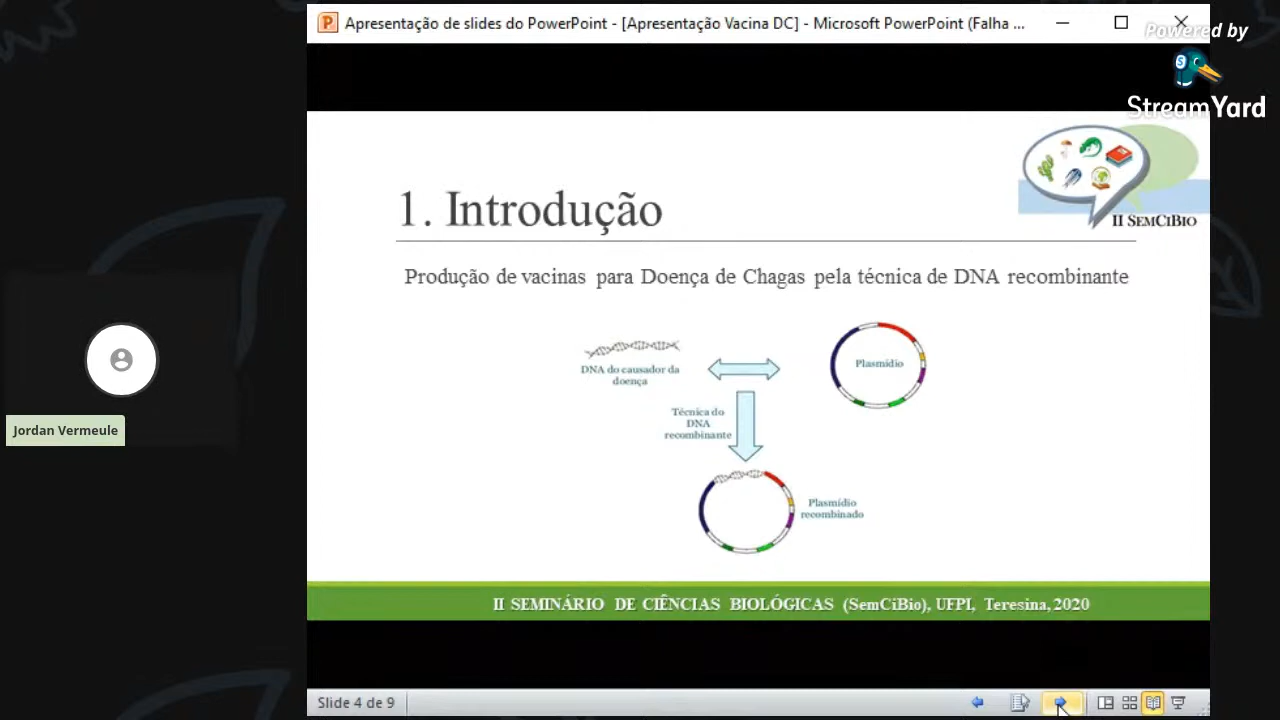 Apresentação de slides do PowerPoint - [Apresentação Vacina DC] - Microsoft PowerPoint (Falha ...
Powered by
S
StreamYard
II SEMCIBIO
1. Introdução
Produção de vacinas para Doença de Chagas pela técnica de DNA recombinante
DNA do causador da
doença
Plasmídio
Técnica do
DNA
recombinante
Plasmídio
recombinado
Jordan Vermeule
II SEMINÁRIO DE CIÊNCIAS BIOLÓGICAS (SemCiBio), UFPI, Teresina, 2020
Slide 4 de 9